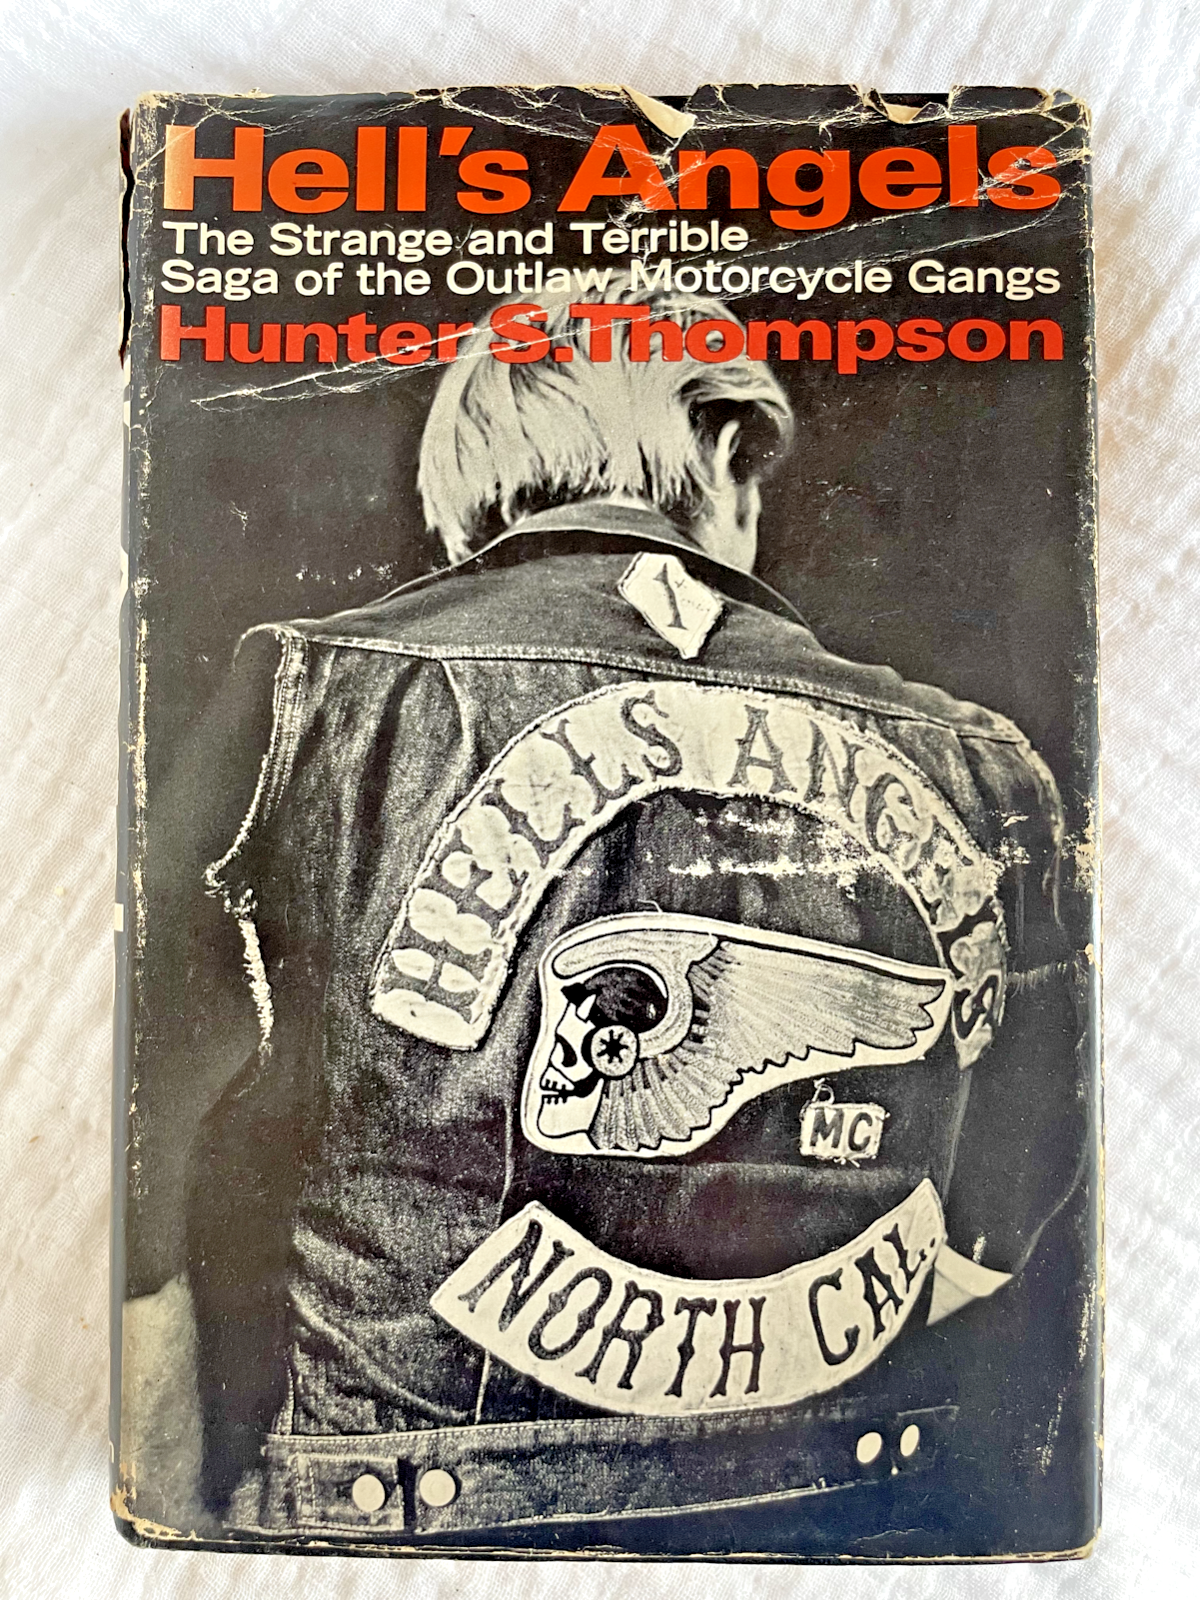 Hell's Angels
The Strange and Terrible
Saga of the Outlaw Motorcycle Gangs
Hunter S. Thompson
1
HELLS ANGELS
MC
NORTH CAL.